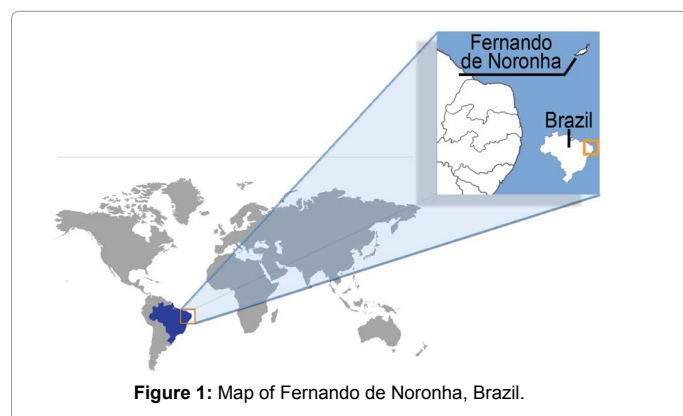 Fernando
de Noronha
Brazil
Figure 1: Map of Fernando de Noronha, Brazil.